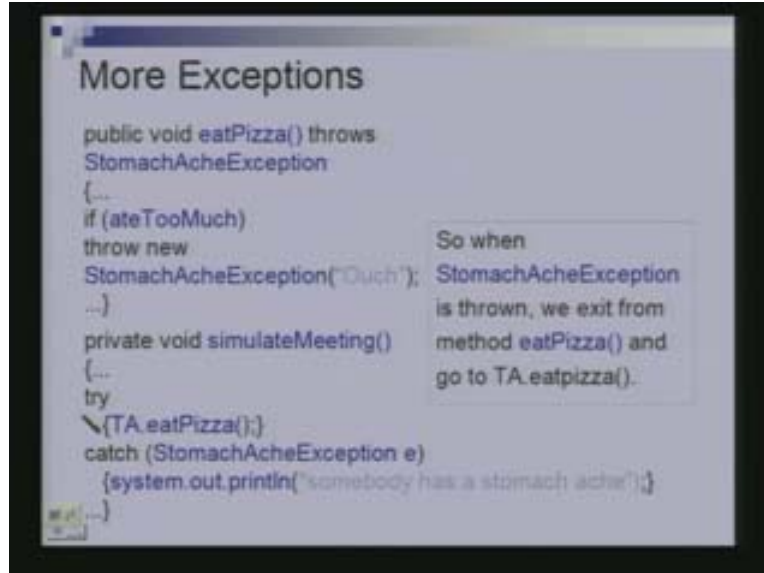 More Exceptions
public void eatPizza() throws
StomachAcheException
{...
if (ateTooMuch)
throw new
StomachAcheException("Ouch");
...}
private void simulateMeeting()
{...
try
{TA.eatPizza();}
catch (StomachAcheException e)
{system.out.println("somebody has a stomach ache");}
...}
So when
StomachAcheException
is thrown, we exit from
method eatPizza() and
go to TA.eatpizza().